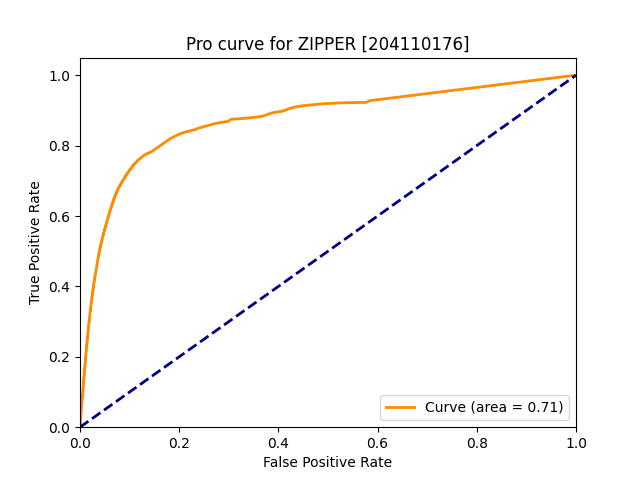 Pro curve for ZIPPER [204110176]
True Positive Rate
1.0
0.8
0.6
0.4
0.2
0.0
Curve (area = 0.71)
0.0 0.2 0.4 0.6 0.8 1.0
False Positive Rate